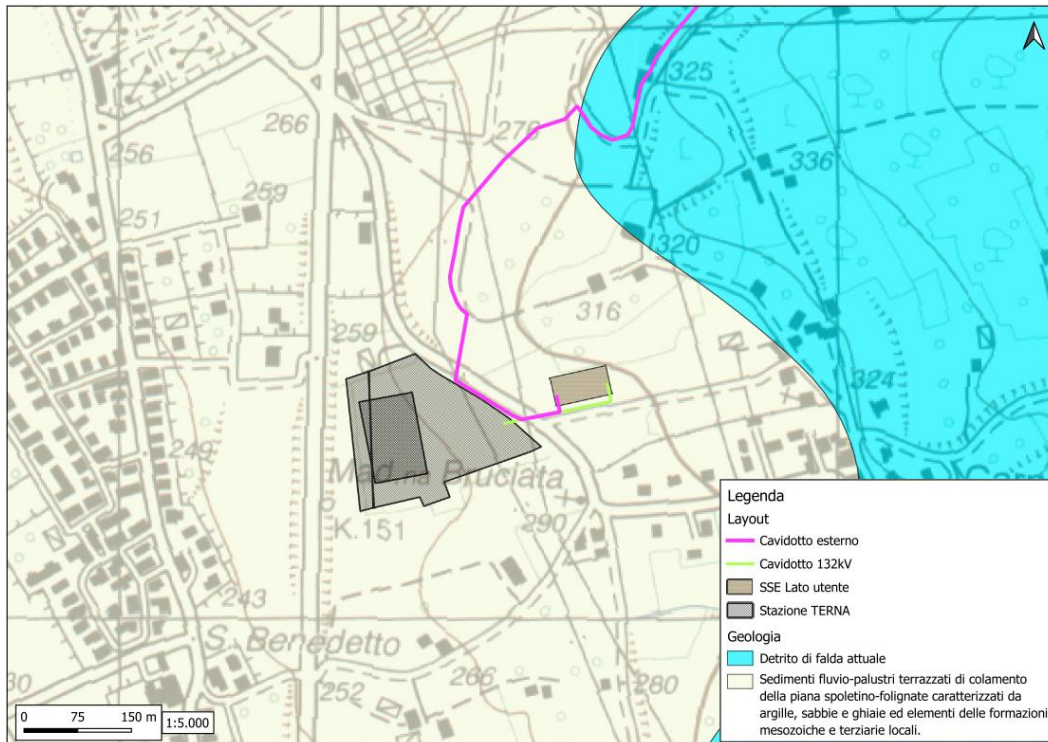 325
266
276
256
336
259
251
320
316
259
324
249
Mad.na Bruciata
K.151
290
243
S. Benedetto
266
252
280
0 75 150 m
1:5.000
Legenda
Layout
Cavidotto esterno
Cavidotto 132kV
SSE Lato utente
Stazione TERNA
Geologia
Detrito di falda attuale
Sedimenti fluvio-palustri terrazzati di colamento
della piana spoletino-folignate caratterizzati da
argille, sabbie e ghiaie ed elementi delle formazioni
mesozoiche e terziarie locali.